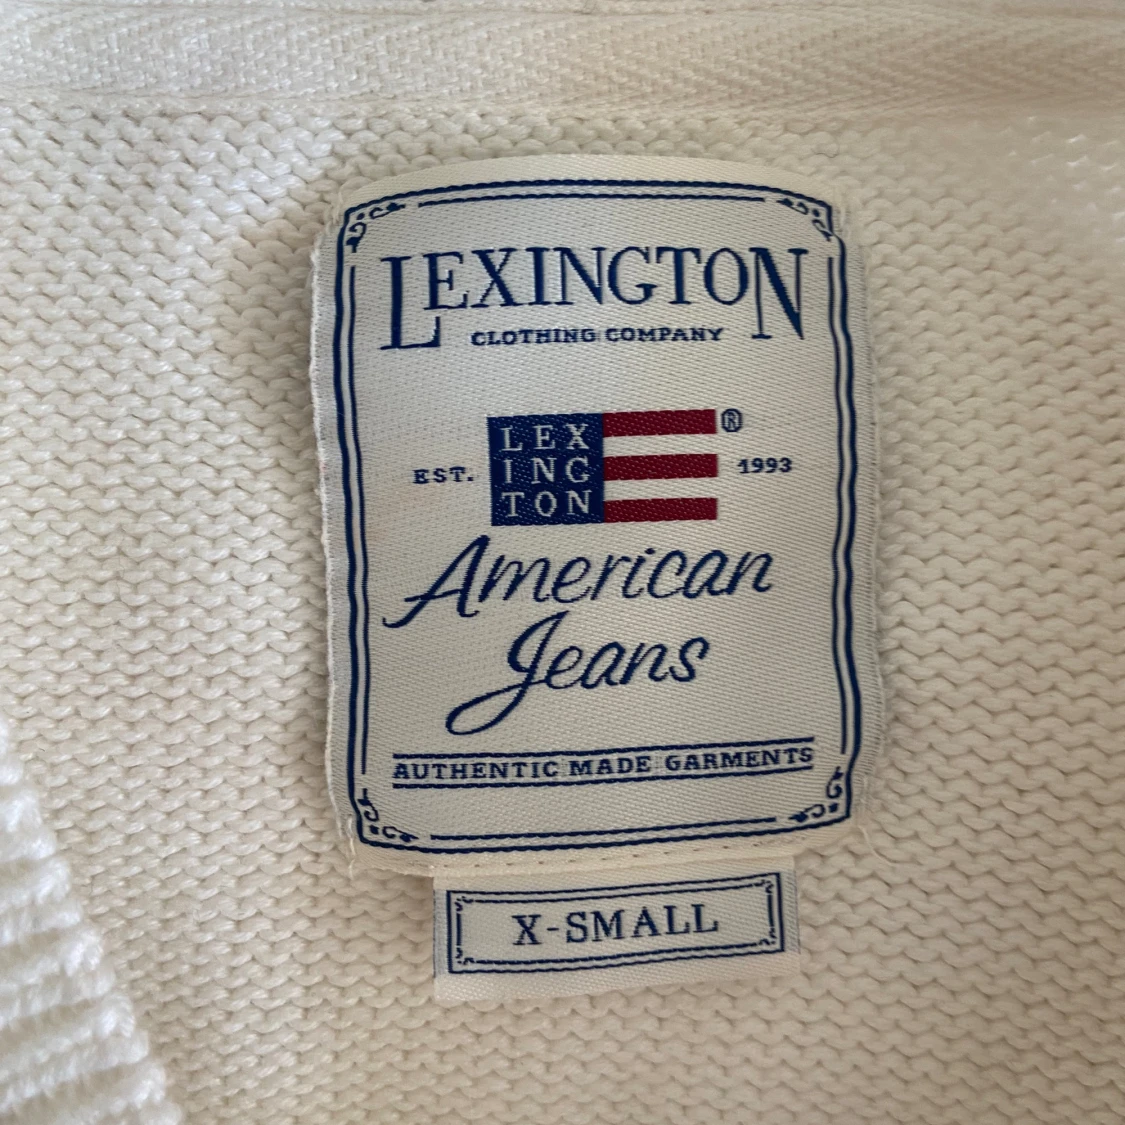 LEXINGTON
CLOTHING COMPANY
LEX
ING
TON
®
EST.
1993
American
Jeans
AUTHENTIC MADE GARMENTS
X-SMALL